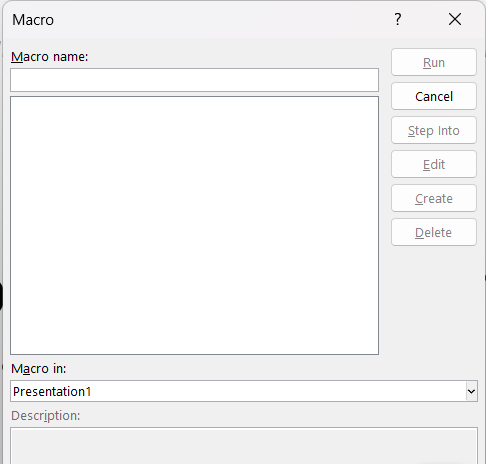 Macro ?
Macro name:
Run
Cancel
Step Into
Edit
Create
Delete
Macro in:
Presentation1
Description: